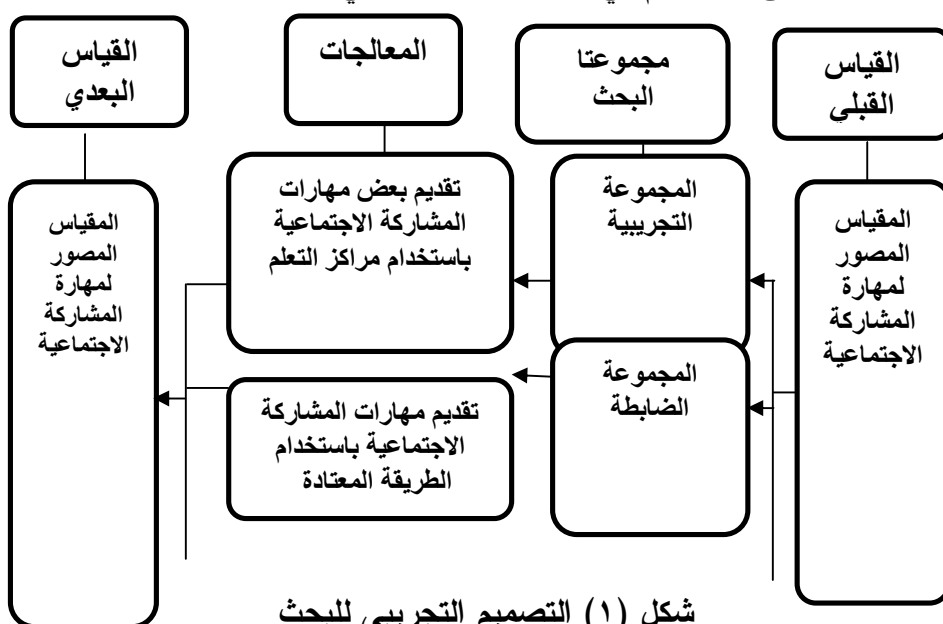 القياس
القبلي
مجموعتا
البحث
المعالجات
القياس
البعدي
المقياس
المصور
لمهارة
المشاركة
الاجتماعية
المجموعة
التجريبية
المجموعة
الضابطة
تقديم بعض مهارات
المشاركة الاجتماعية
باستخدام مراكز التعلم
تقديم مهارات المشاركة
الاجتماعية باستخدام
الطريقة المعتادة
المقياس
المصور
لمهارة
المشاركة
الاجتماعية
شكل (١) التصميم التجريبي للبحث